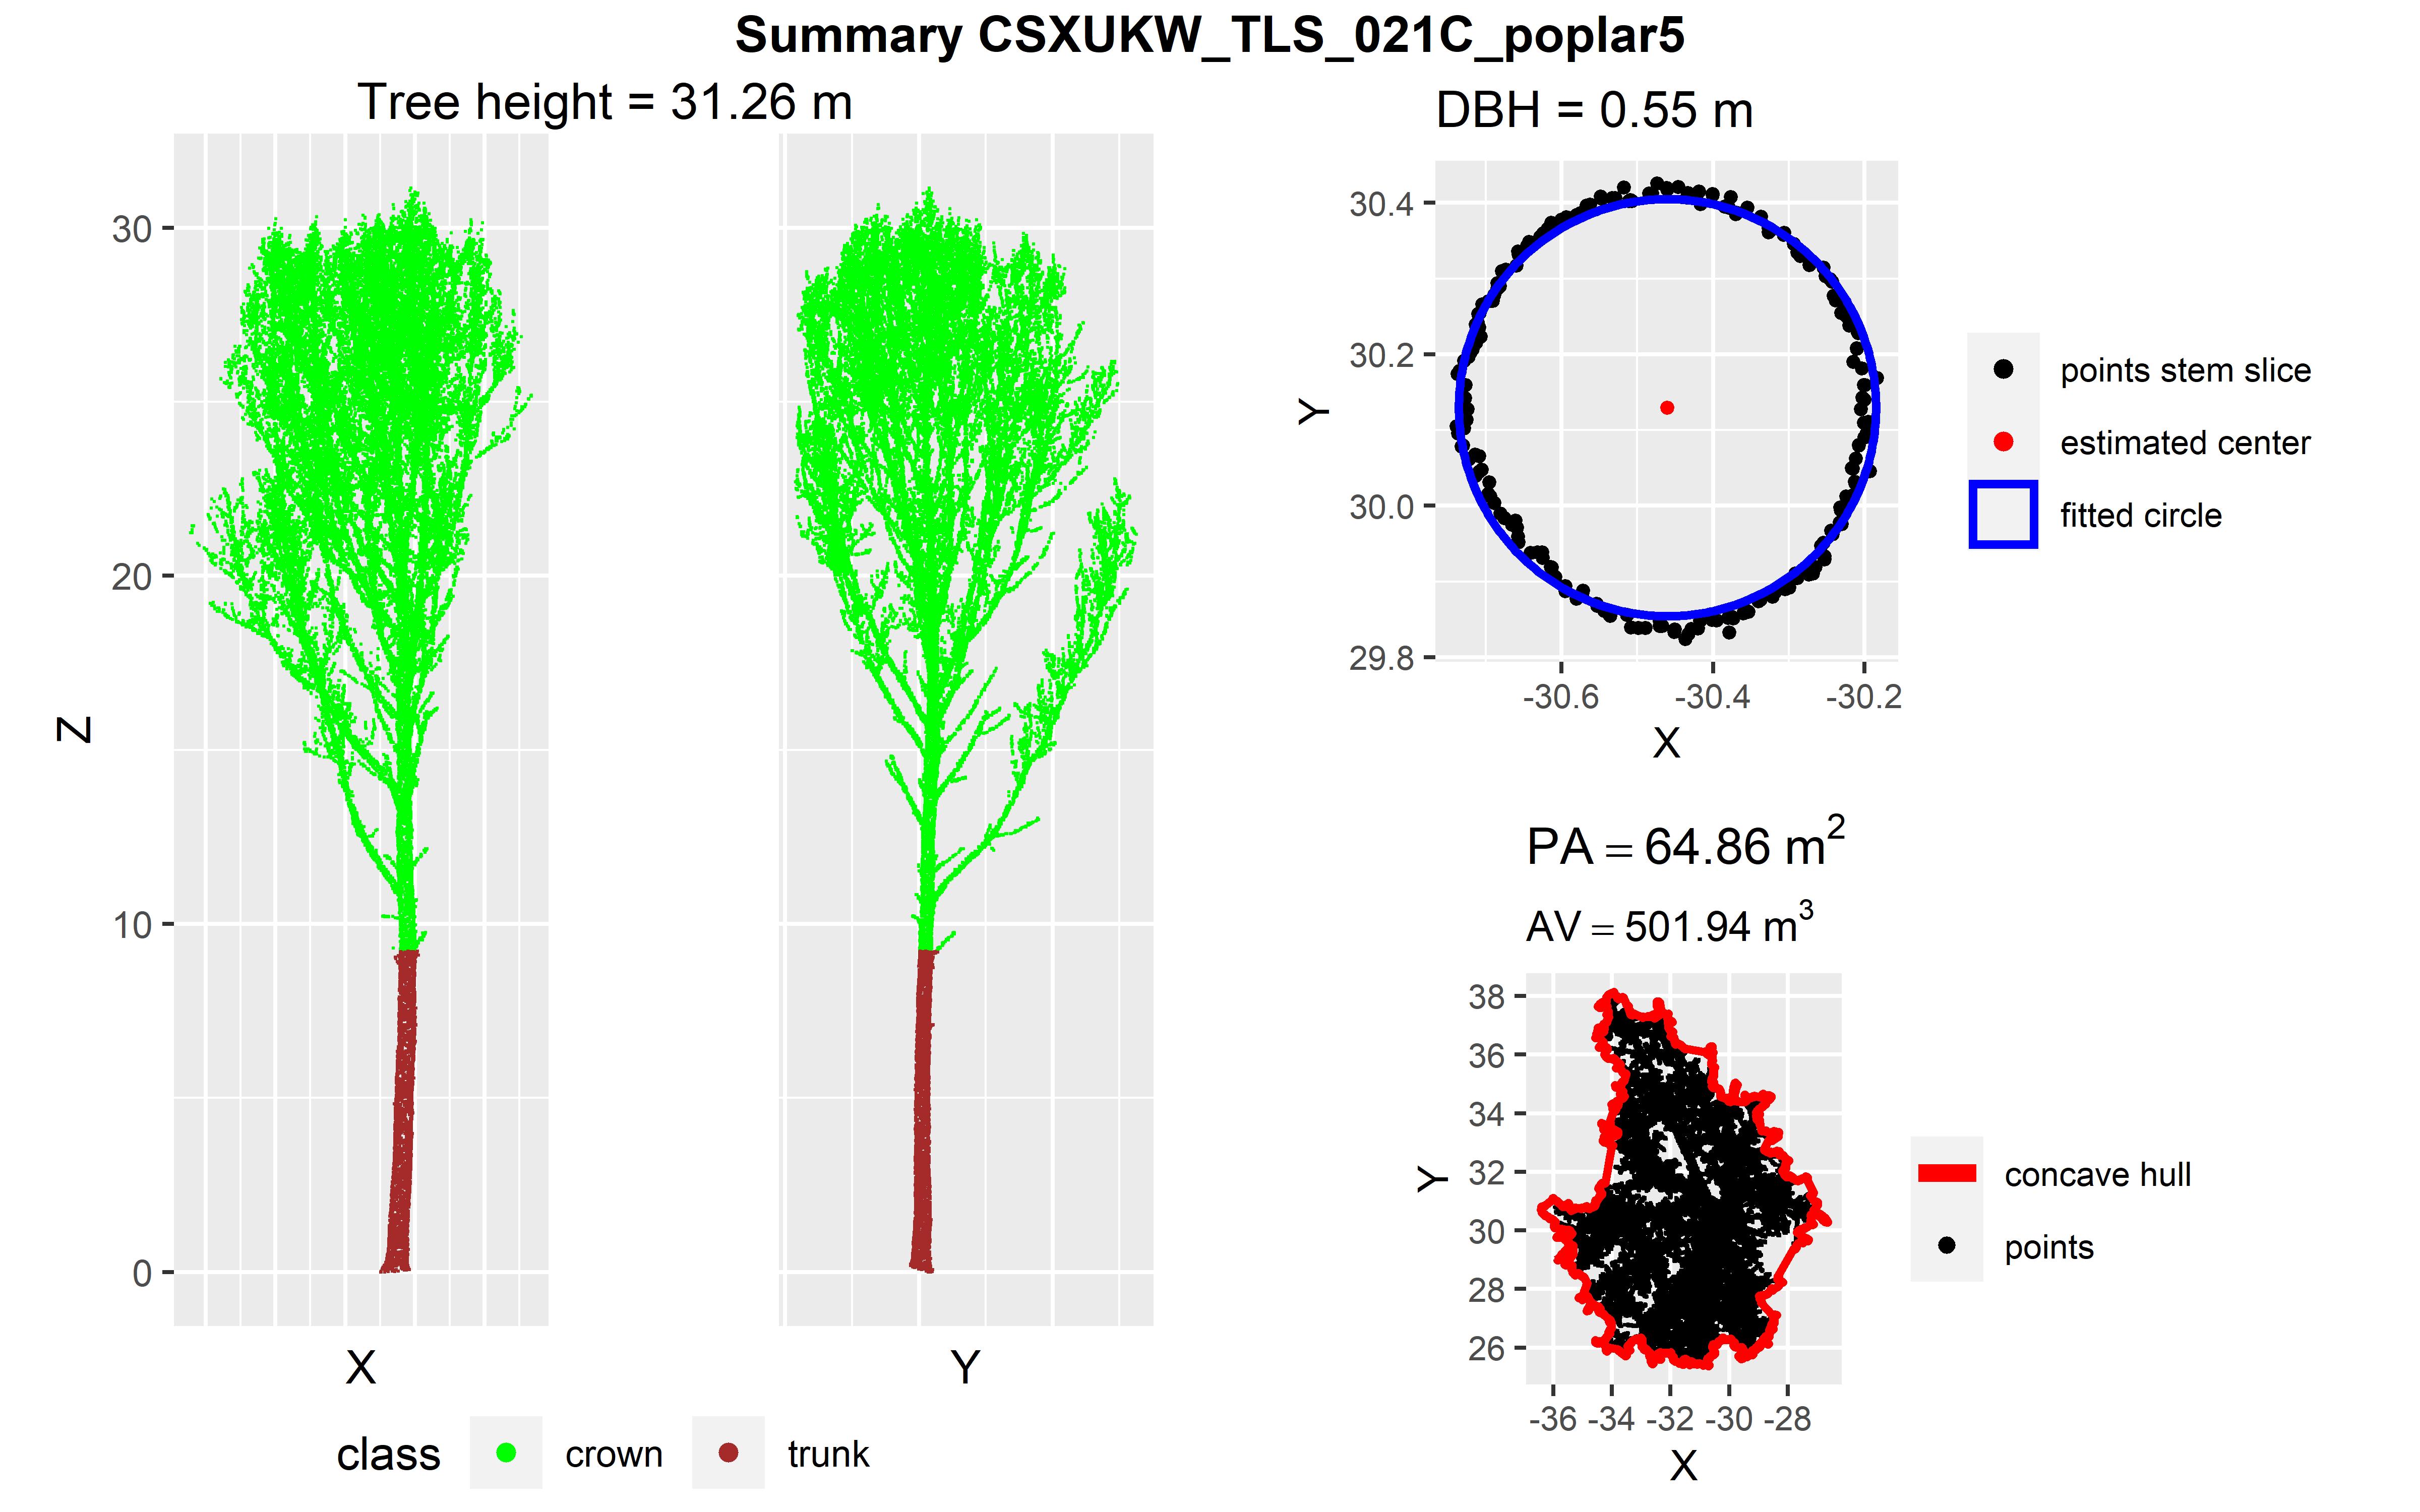 Summary CSXUKW_TLS_021C_poplar5
Tree height = 31.26 m
30
20
10
0
Z
X
Y
class
crown
trunk
DBH = 0.55 m
30.4
30.2
30.0
29.8
Y
-30.6
-30.4
-30.2
X
points stem slice
estimated center
fitted circle
PA = 64.86 m²
AV = 501.94 m³
38
36
34
32
30
28
26
Y
-36
-34
-32
-30
-28
X
concave hull
points